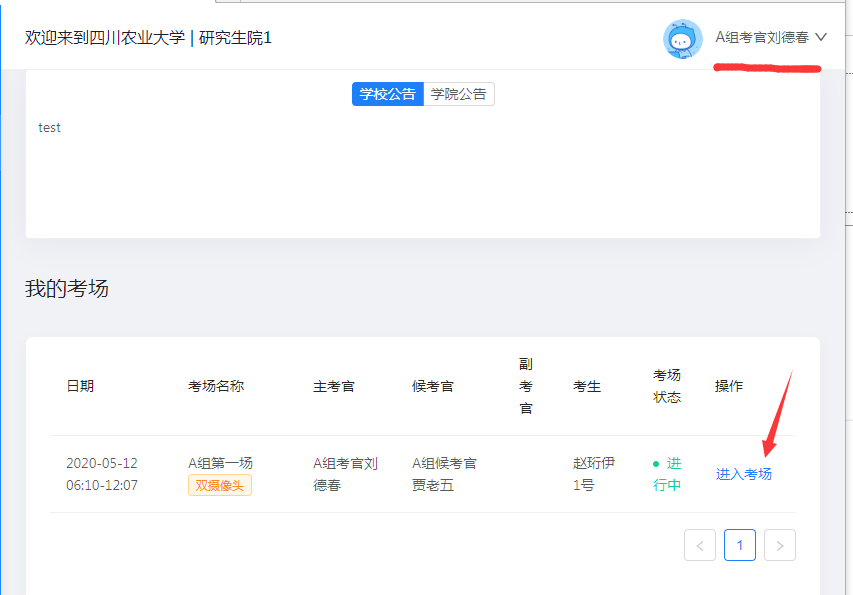 欢迎来到四川农业大学 | 研究生院1
A组考官刘德春
学校公告 学院公告
test
我的考场
日期 考场名称 主考官 候考官 副考官 考生 考场状态 操作
2020-05-12 06:10-12:07 A组第一场 双摄像头 A组考官刘德春 A组候考官贾老五 赵珩伊1号 进行中 进入考场
< 1 >